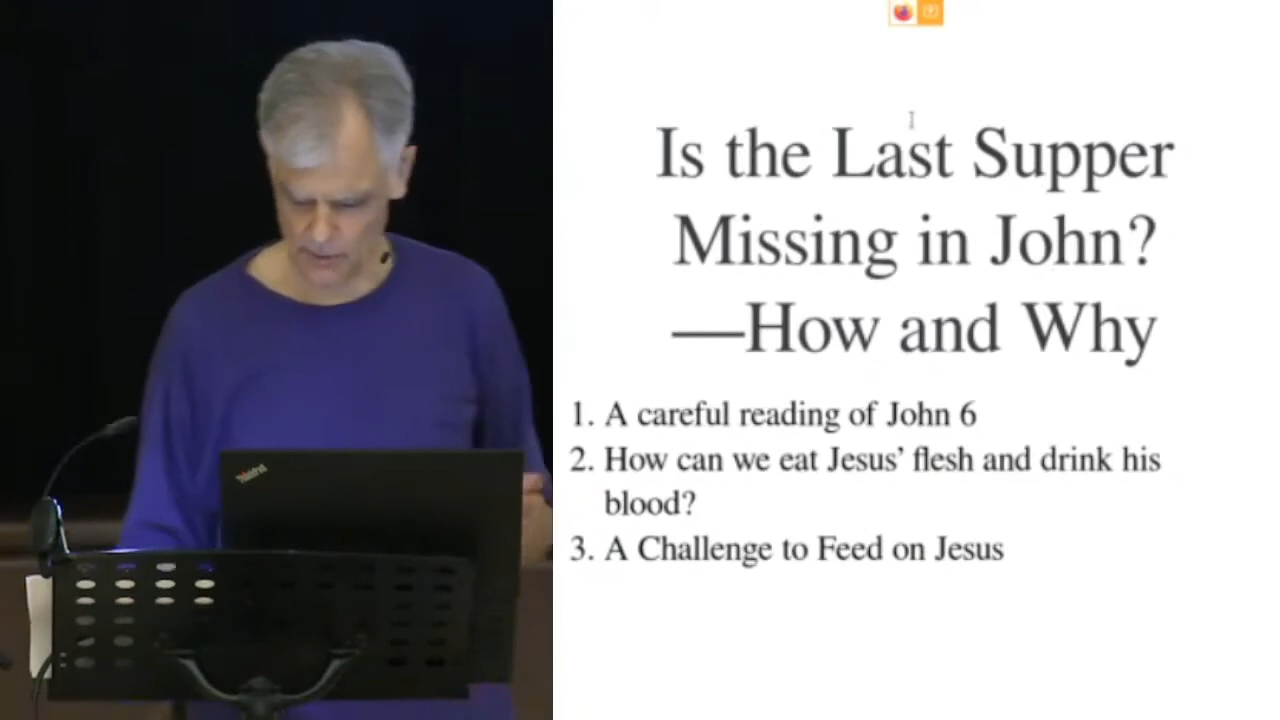 Is the Last Supper
Missing in John?
—How and Why
1. A careful reading of John 6
2. How can we eat Jesus’ flesh and drink his
blood?
3. A Challenge to Feed on Jesus
ThinkPad